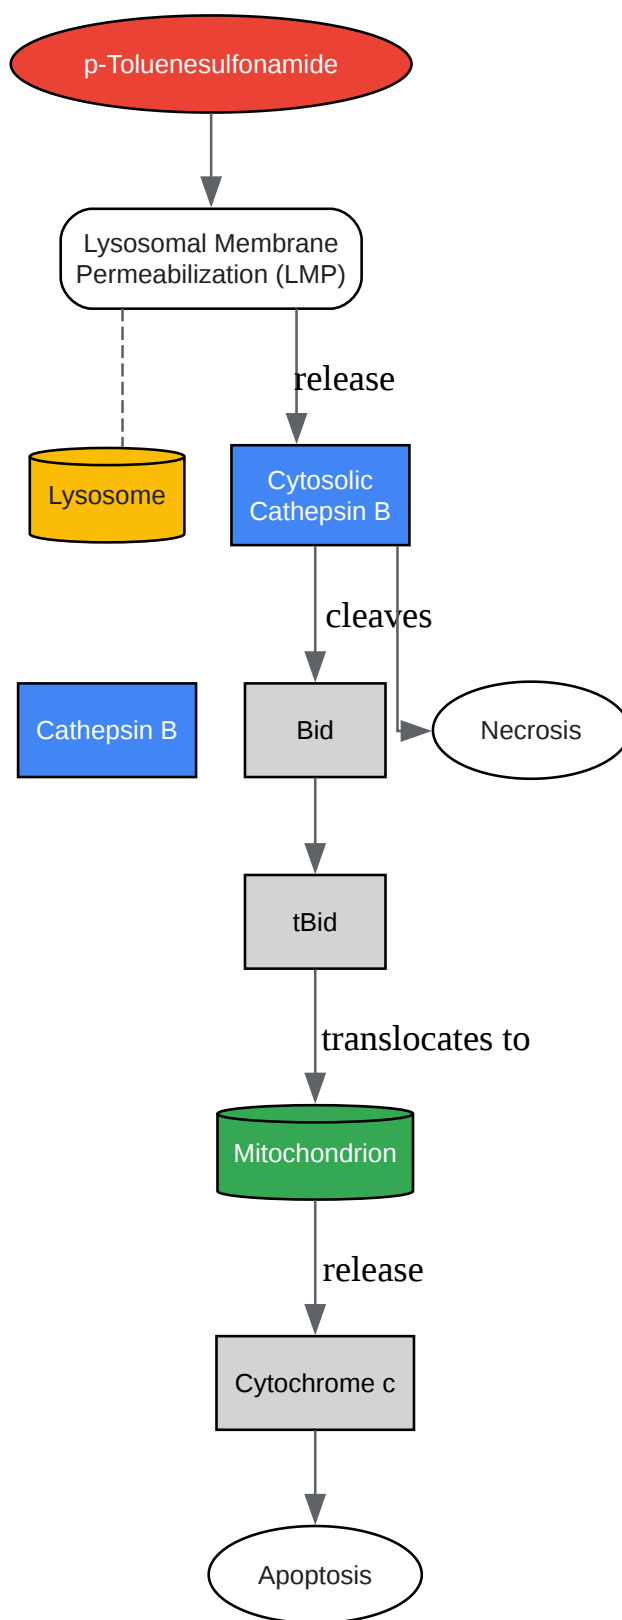 p-Toluenesulfonamide
Lysosomal Membrane
Permeabilization (LMP)
release
Lysosome
Cytosolic
Cathepsin B
cleaves
Cathepsin B
Bid
Necrosis
tBid
translocates to
Mitochondrion
release
Cytochrome c
Apoptosis